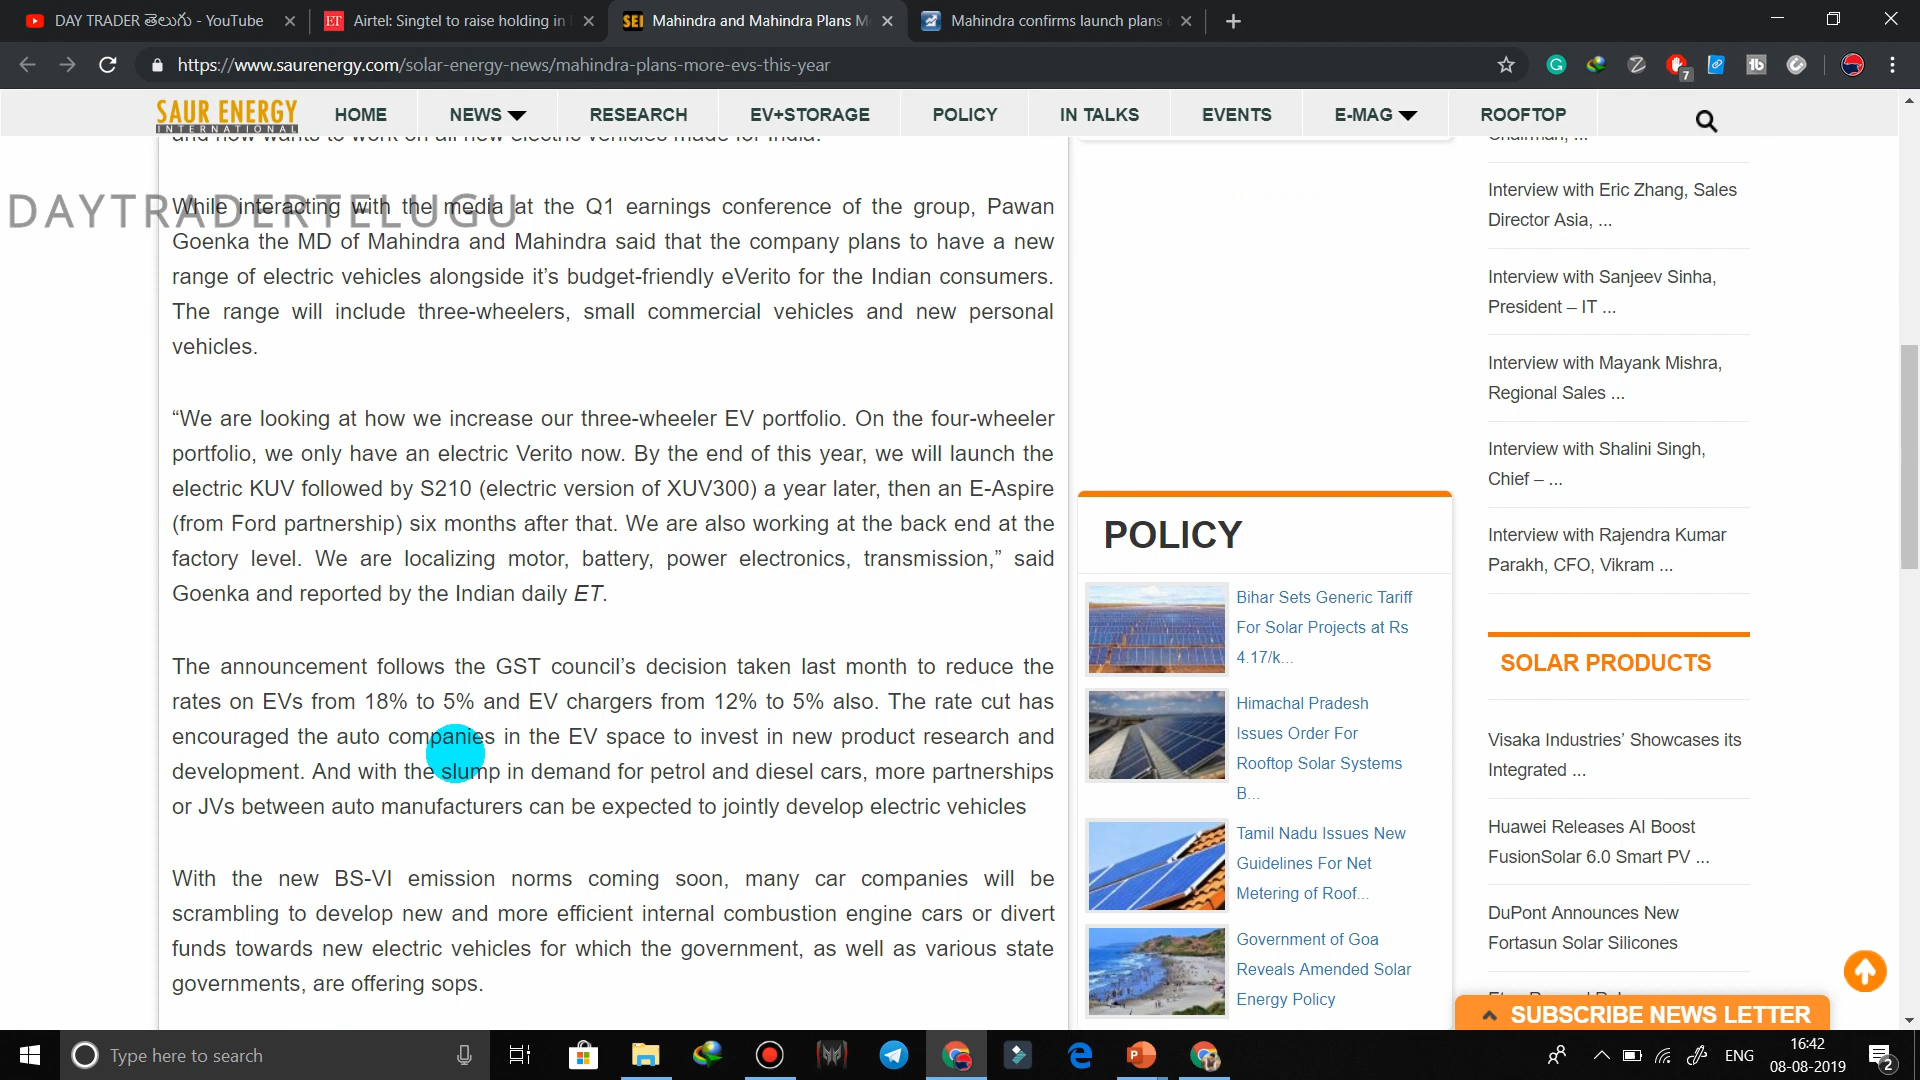 DAY TRADER తెలుగు - YouTube
ET Airtel: Singtel to raise holding in
SEI Mahindra and Mahindra Plans M
Mahindra confirms launch plans
https://www.saurenergy.com/solar-energy-news/mahindra-plans-more-evs-this-year
7
SAUR ENERGY
INTERNATIONAL
HOME
NEWS
RESEARCH
EV+STORAGE
POLICY
IN TALKS
EVENTS
E-MAG
ROOFTOP
and now wants to work on all new electric vehicles made for India.
DAYTRADERTELUGU
While interacting with the media at the Q1 earnings conference of the group, Pawan
Goenka the MD of Mahindra and Mahindra said that the company plans to have a new
range of electric vehicles alongside it’s budget-friendly eVerito for the Indian consumers.
The range will include three-wheelers, small commercial vehicles and new personal
vehicles.
“We are looking at how we increase our three-wheeler EV portfolio. On the four-wheeler
portfolio, we only have an electric Verito now. By the end of this year, we will launch the
electric KUV followed by S210 (electric version of XUV300) a year later, then an E-Aspire
(from Ford partnership) six months after that. We are also working at the back end at the
factory level. We are localizing motor, battery, power electronics, transmission,” said
Goenka and reported by the Indian daily ET.
The announcement follows the GST council’s decision taken last month to reduce the
rates on EVs from 18% to 5% and EV chargers from 12% to 5% also. The rate cut has
encouraged the auto companies in the EV space to invest in new product research and
development. And with the slump in demand for petrol and diesel cars, more partnerships
or JVs between auto manufacturers can be expected to jointly develop electric vehicles
With the new BS-VI emission norms coming soon, many car companies will be
scrambling to develop new and more efficient internal combustion engine cars or divert
funds towards new electric vehicles for which the government, as well as various state
governments, are offering sops.
POLICY
Bihar Sets Generic Tariff
For Solar Projects at Rs
4.17/k...
Himachal Pradesh
Issues Order For
Rooftop Solar Systems
B...
Tamil Nadu Issues New
Guidelines For Net
Metering of Roof...
Government of Goa
Reveals Amended Solar
Energy Policy
Chairman, ...
Interview with Eric Zhang, Sales
Director Asia, ...
Interview with Sanjeev Sinha,
President – IT ...
Interview with Mayank Mishra,
Regional Sales ...
Interview with Shalini Singh,
Chief – ...
Interview with Rajendra Kumar
Parakh, CFO, Vikram ...
SOLAR PRODUCTS
Visaka Industries’ Showcases its
Integrated ...
Huawei Releases AI Boost
FusionSolar 6.0 Smart PV ...
DuPont Announces New
Fortasun Solar Silicones
SUBSCRIBE NEWS LETTER
Type here to search
ENG
16:42
08-08-2019
2